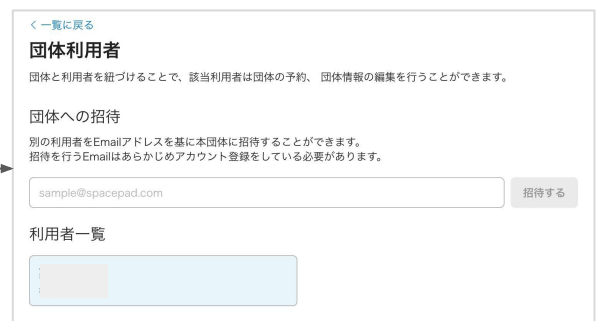 く 一覧に戻る
団体利用者
団体と利用者を紐づけることで、該当利用者は団体の予約、 団体情報の編集を行うことができます。
団体への招待
別の利用者をEmailアドレスを基に本団体に招待することができます。
招待を行うEmailはあらかじめアカウント登録をしている必要があります。
sample@spacepad.com
招待する
利用者一覧